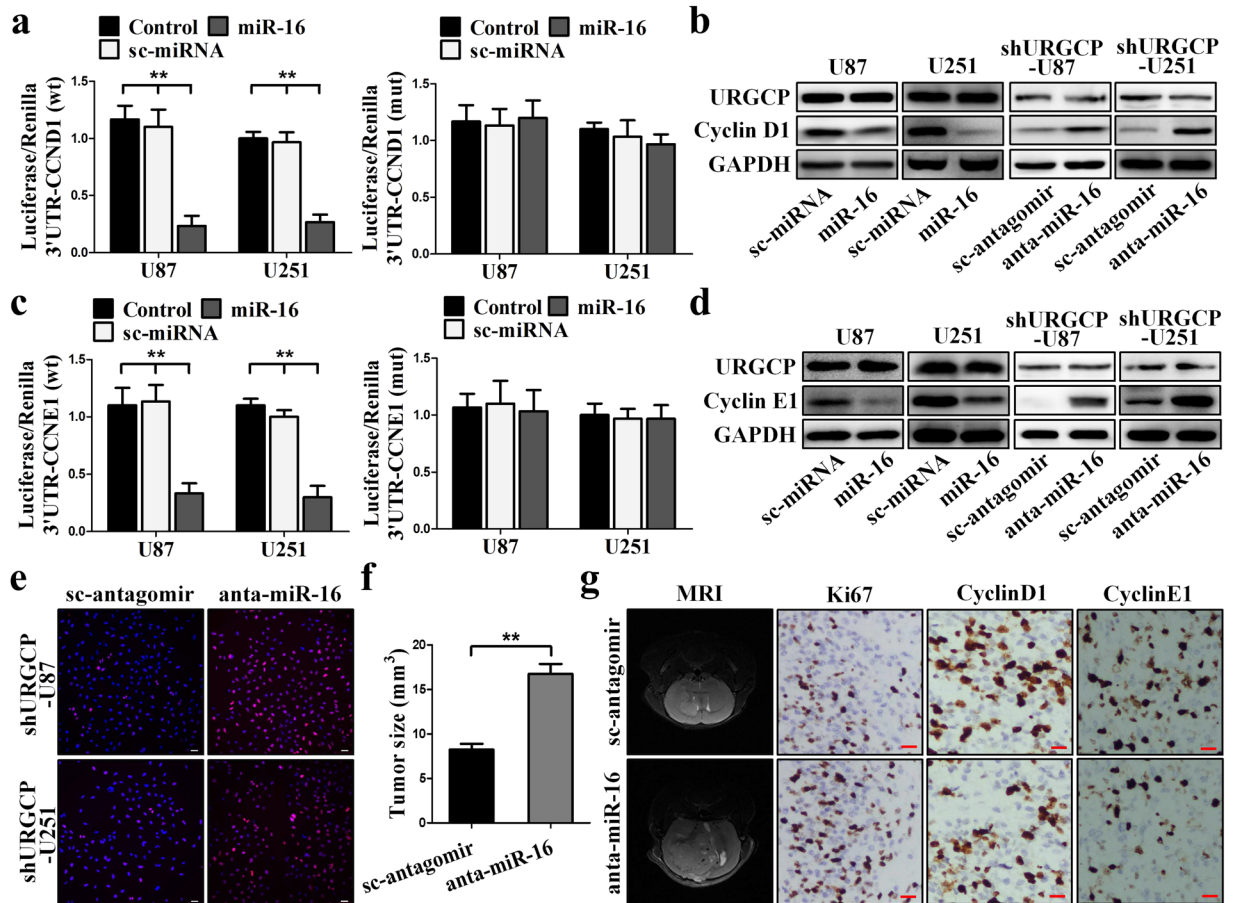 a
Control miR-16
sc-miRNA
Luciferase/Renilla
3'UTR-CCND1 (wt)
1.5
1.0
0.5
0.0
**
**
U87
U251
Luciferase/Renilla
3'UTR-CCND1 (mut)
1.5
1.0
0.5
0.0
U87
U251
b
U87
U251
shURGCP
-U87
shURGCP
-U251
URGCP
Cyclin D1
GAPDH
sc-miRNA
miR-16
sc-miRNA
miR-16
sc-antagomir
anta-miR-16
sc-antagomir
anta-miR-16
c
Control miR-16
sc-miRNA
Luciferase/Renilla
3'UTR-CCNE1 (wt)
1.5
1.0
0.5
0.0
**
**
U87
U251
Control miR-16
sc-miRNA
Luciferase/Renilla
3'UTR-CCNE1 (mut)
1.5
1.0
0.5
0.0
U87
U251
d
U87
U251
shURGCP
-U87
shURGCP
-U251
URGCP
Cyclin E1
GAPDH
sc-miRNA
miR-16
sc-miRNA
miR-16
sc-antagomir
anta-miR-16
sc-antagomir
anta-miR-16
e
sc-antagomir
anta-miR-16
shURGCP
-U87
shURGCP
-U251
f
Tumor size (mm3)
20
16
12
8
4
0
**
sc-antagomir
anta-miR-16
g
MRI
Ki67
CyclinD1
CyclinE1
sc-antagomir
anta-miR-16